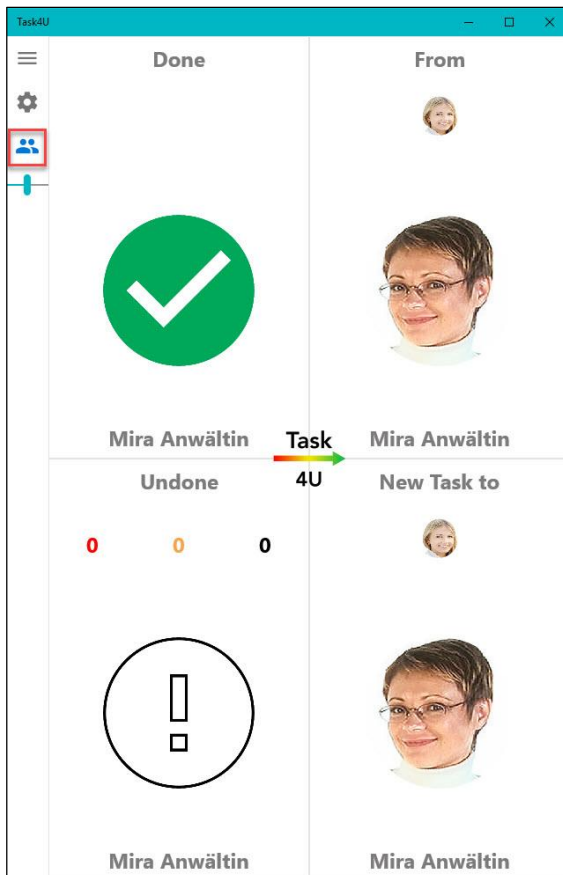 Task4U
Done
From
Mira Anwältin
Task
Mira Anwältin
Undone
4U
New Task to
0 0 0
Mira Anwältin
Mira Anwältin